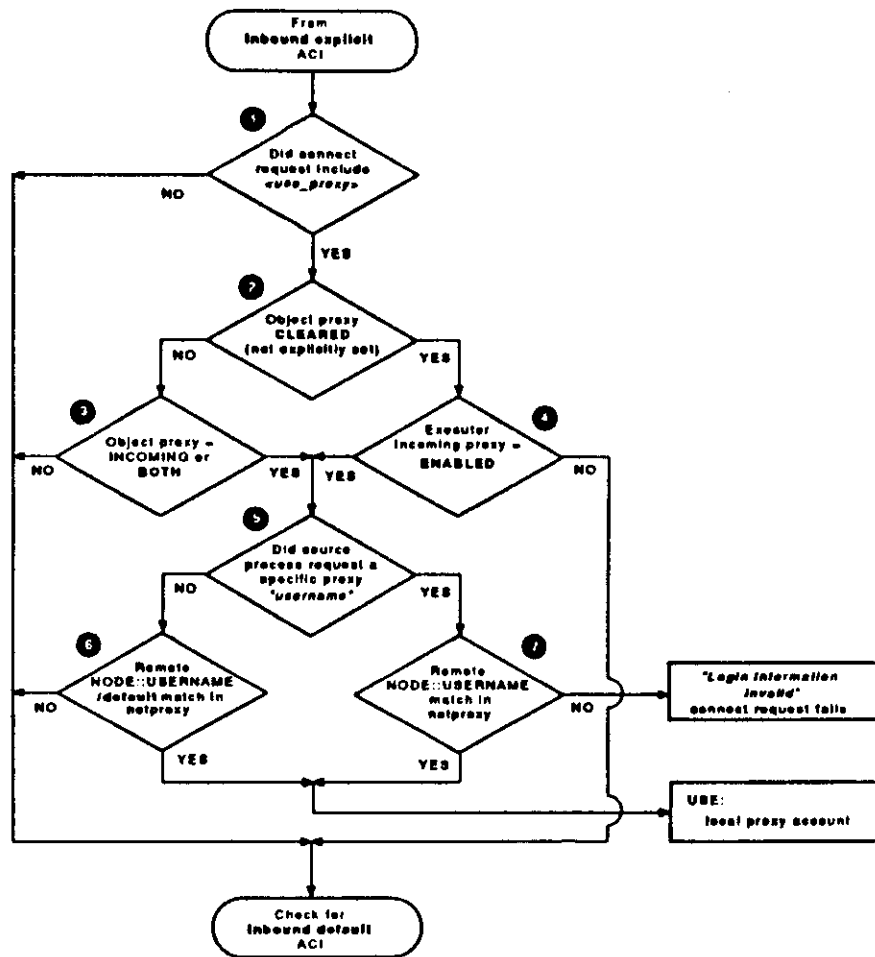 From
Inbound explicit
ACI
1
Did connect
request include
<use_proxy>
NO
YES
2
Object proxy
CLEARED
(not explicitly set)
NO
YES
3
Object proxy =
INCOMING or
BOTH
NO
YES
4
Executor
Incoming proxy =
ENABLED
YES
NO
5
Did source
process request a
specific proxy
"username"
NO
YES
6
Remote
NODE::USERNAME
/default match in
netproxy
NO
YES
7
Remote
NODE::USERNAME
match in
netproxy
NO
YES
"Login Information
Invalid"
connect request fails
USE:
local proxy account
Check for
Inbound default
ACI